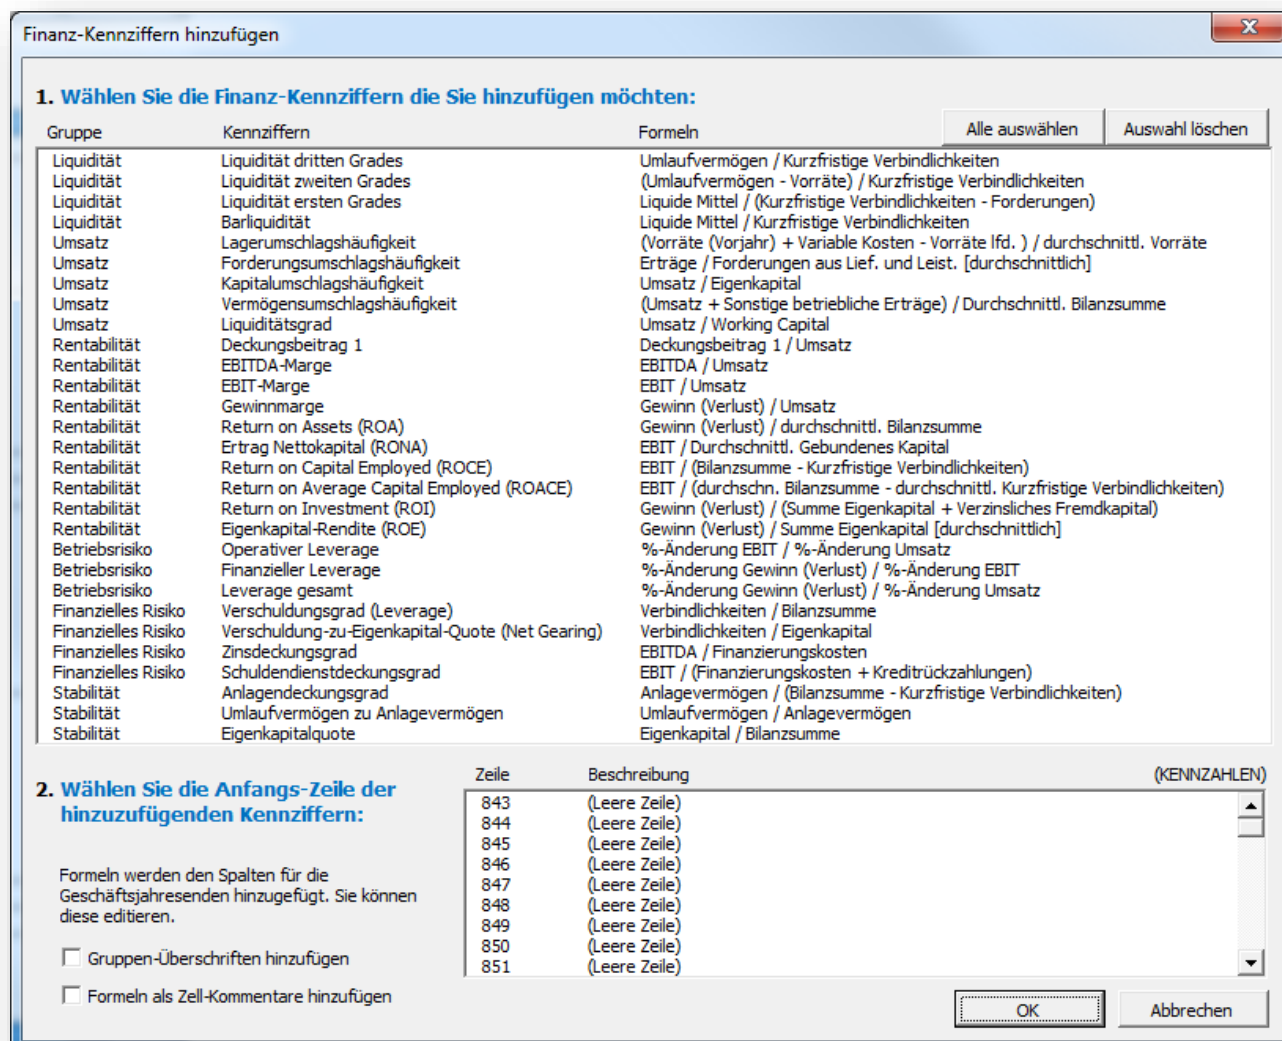 Finanz-Kennziffern hinzufügen
1. Wählen Sie die Finanz-Kennziffern die Sie hinzufügen möchten:
Gruppe Kennziffern Formeln Alle auswählen Auswahl löschen
Liquidität Liquidität dritten Grades Umlaufvermögen / Kurzfristige Verbindlichkeiten
Liquidität Liquidität zweiten Grades (Umlaufvermögen - Vorräte) / Kurzfristige Verbindlichkeiten
Liquidität Liquidität ersten Grades Liquide Mittel / (Kurzfristige Verbindlichkeiten - Forderungen)
Liquidität Barliquidität Liquide Mittel / Kurzfristige Verbindlichkeiten
Umsatz Lagerumschlagshäufigkeit (Vorräte (Vorjahr) + Variable Kosten - Vorräte lfd. ) / durchschnittl. Vorräte
Umsatz Forderungsumschlagshäufigkeit Erträge / Forderungen aus Lief. und Leist. [durchschnittlich]
Umsatz Kapitalumschlagshäufigkeit Umsatz / Eigenkapital
Umsatz Vermögensumschlagshäufigkeit (Umsatz + Sonstige betriebliche Erträge) / Durchschnittl. Bilanzsumme
Umsatz Liquiditätsgrad Umsatz / Working Capital
Rentabilität Deckungsbeitrag 1 Deckungsbeitrag 1 / Umsatz
Rentabilität EBITDA-Marge EBITDA / Umsatz
Rentabilität EBIT-Marge EBIT / Umsatz
Rentabilität Gewinnmarge Gewinn (Verlust) / Umsatz
Rentabilität Return on Assets (ROA) Gewinn (Verlust) / durchschnittl. Bilanzsumme
Rentabilität Ertrag Nettokapital (RONA) EBIT / Durchschnittl. Gebundenes Kapital
Rentabilität Return on Capital Employed (ROCE) EBIT / (Bilanzsumme - Kurzfristige Verbindlichkeiten)
Rentabilität Return on Average Capital Employed (ROACE) EBIT / (durchschn. Bilanzsumme - durchschnittl. Kurzfristige Verbindlichkeiten)
Rentabilität Return on Investment (ROI) Gewinn (Verlust) / (Summe Eigenkapital + Verzinsliches Fremdkapital)
Rentabilität Eigenkapital-Rendite (ROE) Gewinn (Verlust) / Summe Eigenkapital [durchschnittlich]
Betriebsrisiko Operativer Leverage %-Änderung EBIT / %-Änderung Umsatz
Betriebsrisiko Finanzieller Leverage %-Änderung Gewinn (Verlust) / %-Änderung EBIT
Betriebsrisiko Leverage gesamt %-Änderung Gewinn (Verlust) / %-Änderung Umsatz
Finanzielles Risiko Verschuldungsgrad (Leverage) Verbindlichkeiten / Bilanzsumme
Finanzielles Risiko Verschuldung-zu-Eigenkapital-Quote (Net Gearing) Verbindlichkeiten / Eigenkapital
Finanzielles Risiko Zinsdeckungsgrad EBITDA / Finanzierungskosten
Finanzielles Risiko Schuldendienstdeckungsgrad EBIT / (Finanzierungskosten + Kreditrückzahlungen)
Stabilität Anlagendeckungsgrad Anlagevermögen / (Bilanzsumme - Kurzfristige Verbindlichkeiten)
Stabilität Umlaufvermögen zu Anlagevermögen Umlaufvermögen / Anlagevermögen
Stabilität Eigenkapitalquote Eigenkapital / Bilanzsumme
2. Wählen Sie die Anfangs-Zeile der
hinzuzufügenden Kennziffern:
Formeln werden den Spalten für die
Geschäftsjahresenden hinzugefügt. Sie können
diese editieren.
Gruppen-Überschriften hinzufügen
Formeln als Zell-Kommentare hinzufügen
Zeile Beschreibung (KENNZAHLEN)
843 (Leere Zeile)
844 (Leere Zeile)
845 (Leere Zeile)
846 (Leere Zeile)
847 (Leere Zeile)
848 (Leere Zeile)
849 (Leere Zeile)
850 (Leere Zeile)
851 (Leere Zeile)
OK Abbrechen